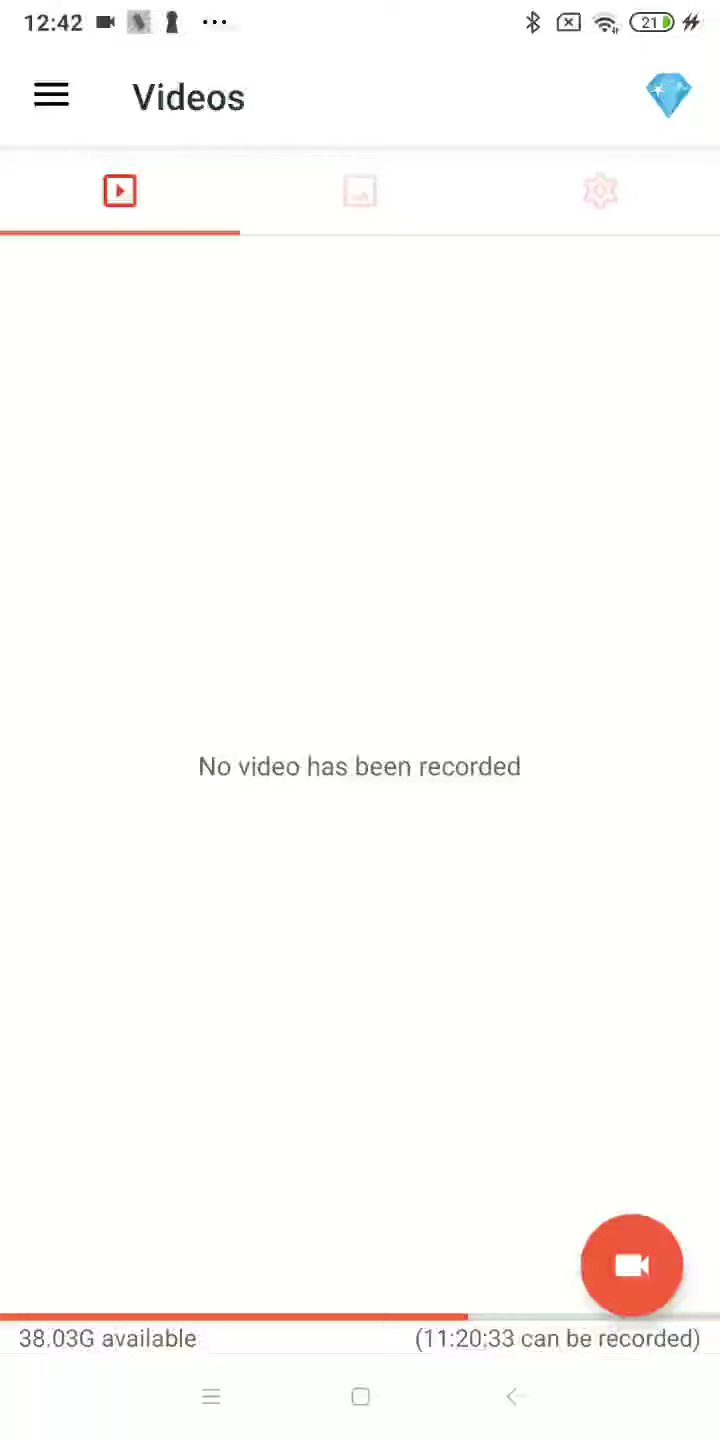 12:42
21
Videos
No video has been recorded
38.03G available
(11:20:33 can be recorded)